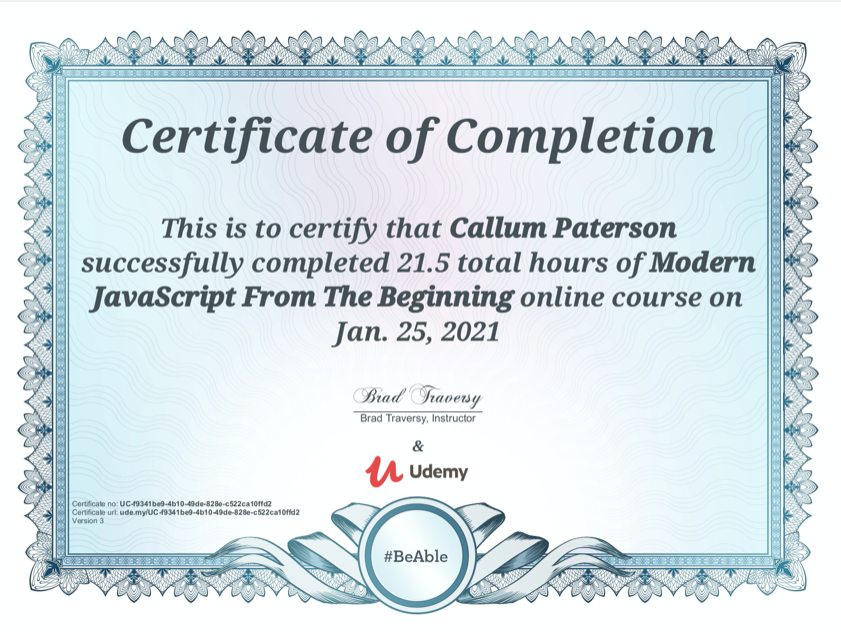 Certificate of Completion
This is to certify that Callum Paterson
successfully completed 21.5 total hours of Modern
JavaScript From The Beginning online course on
Jan. 25, 2021
Brad Traversy
Brad Traversy, Instructor
&
Udemy
Certificate no: UC-f9341be9-4b10-49de-828e-c522ca10ffd2
Certificate url: ude.my/UC-f9341be9-4b10-49de-828e-c522ca10ffd2
Version 3
#BeAble